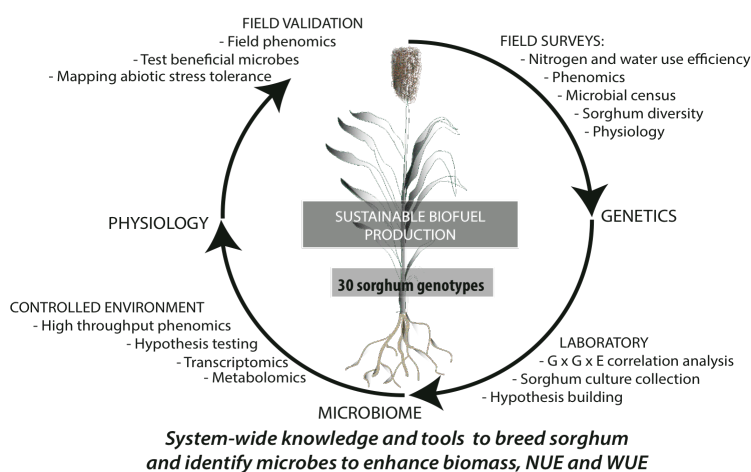 FIELD VALIDATION
- Field phenomics
- Test beneficial microbes
- Mapping abiotic stress tolerance
FIELD SURVEYS:
- Nitrogen and water use efficiency
- Phenomics
- Microbial census
- Sorghum diversity
- Physiology
PHYSIOLOGY
SUSTAINABLE BIOFUEL
PRODUCTION
GENETICS
30 sorghum genotypes
CONTROLLED ENVIRONMENT
- High throughput phenomics
- Hypothesis testing
- Transcriptomics
- Metabolomics
LABORATORY
- G x G x E correlation analysis
- Sorghum culture collection
- Hypothesis building
MICROBIOME
System-wide knowledge and tools to breed sorghum
and identify microbes to enhance biomass, NUE and WUE